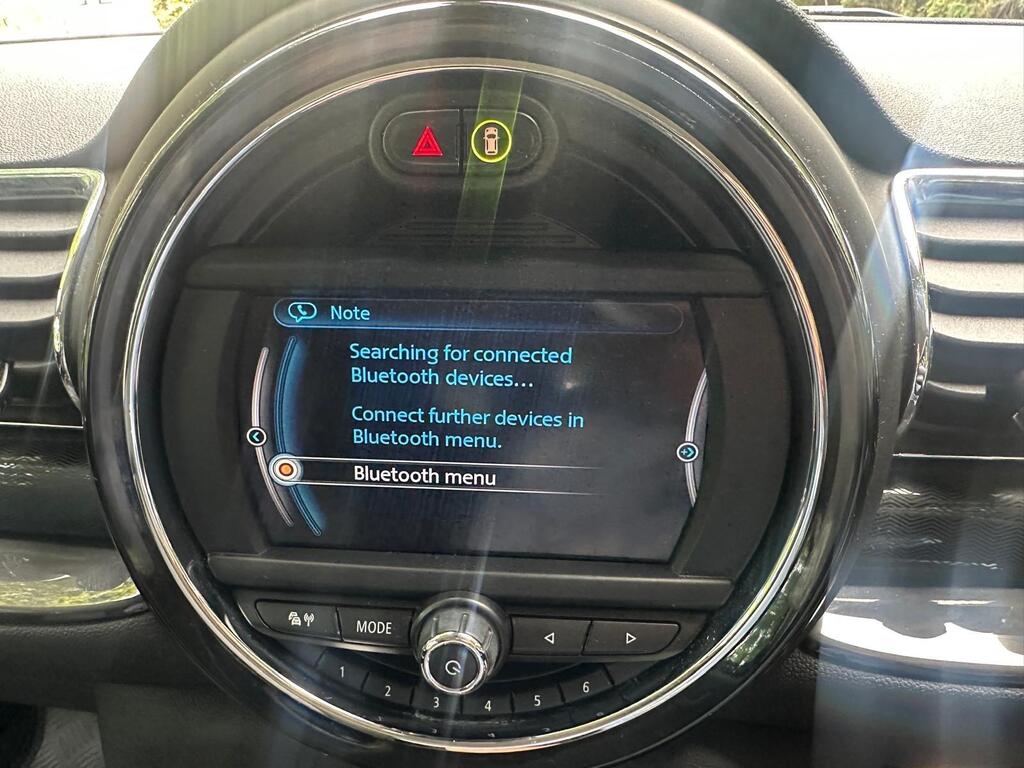 Note
Searching for connected
Bluetooth devices...
Connect further devices in
Bluetooth menu.
Bluetooth menu
MODE
1 2 3 4 5 6